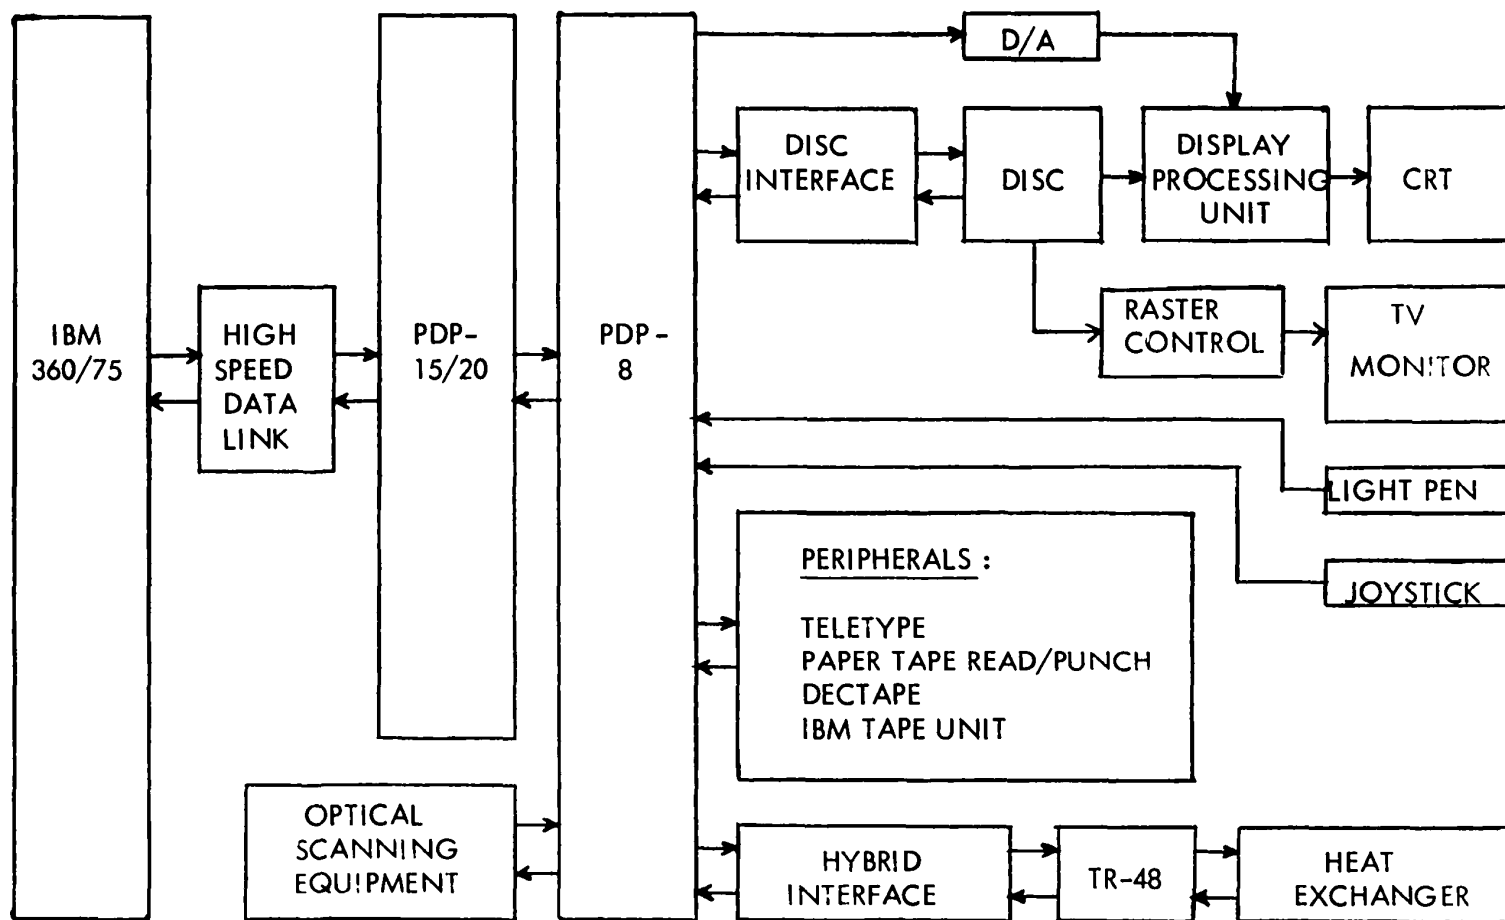 D/A
DISC
INTERFACE
DISC
DISPLAY
PROCESSING
UNIT
CRT
IBM
360/75
HIGH
SPEED
DATA
LINK
PDP-
15/20
PDP-
8
RASTER
CONTROL
TV
MONITOR
LIGHT PEN
JOYSTICK
PERIPHERALS :
TELETYPE
PAPER TAPE READ/PUNCH
DECTAPE
IBM TAPE UNIT
OPTICAL
SCANNING
EQUIPMENT
HYBRID
INTERFACE
TR-48
HEAT
EXCHANGER